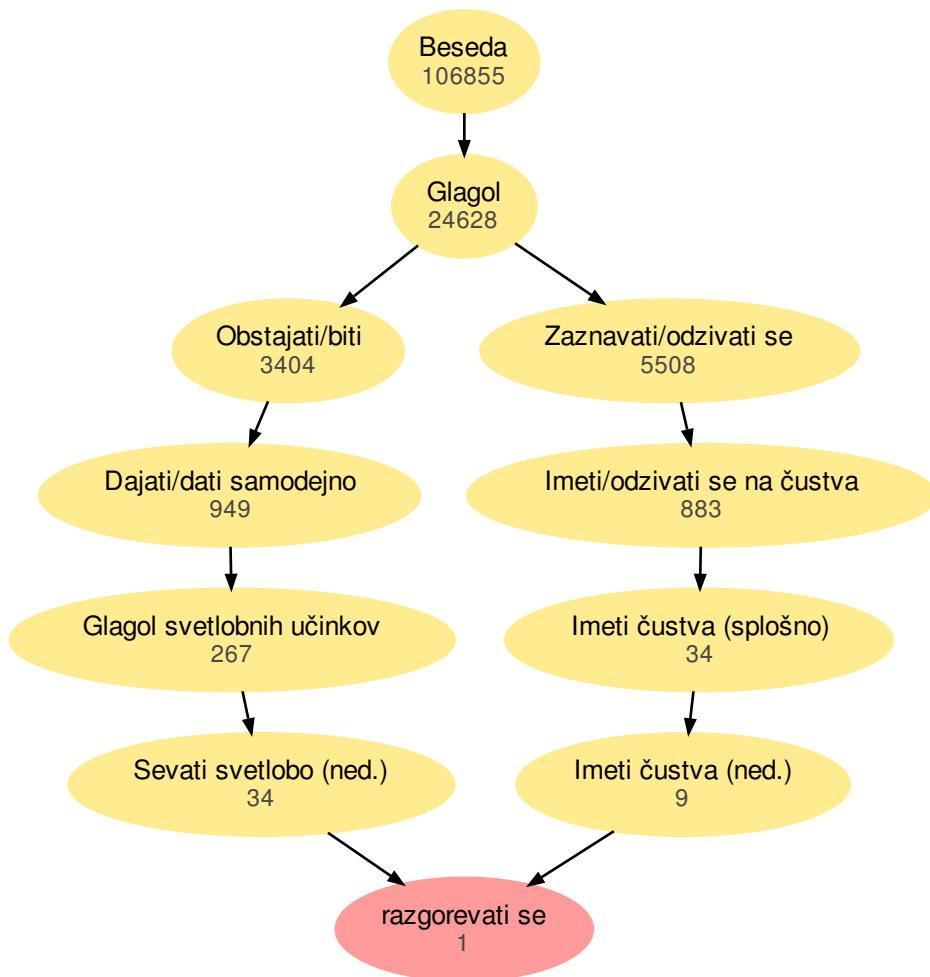 Beseda
106855
Glagol
24628
Obstajati/biti
3404
Zaznavati/odzivati se
5508
Dajati/dati samodejno
949
Imeti/odzivati se na čustva
883
Glagol svetlobnih učinkov
267
Imeti čustva (splošno)
34
Sevati svetlobo (ned.)
34
Imeti čustva (ned.)
9
razgorevati se
1